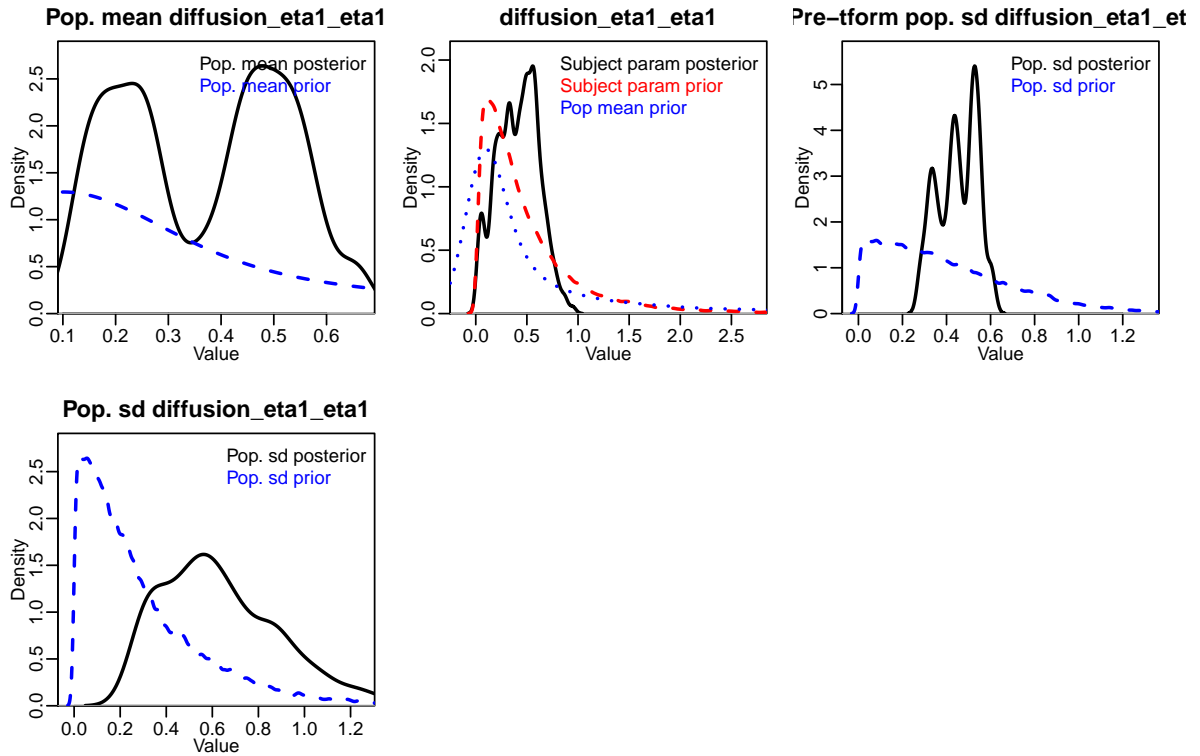 Pop. mean diffusion_eta1_eta1
Pop. mean posterior
Pop. mean prior
Density
0.0 0.5 1.0 1.5 2.0 2.5
0.1 0.2 0.3 0.4 0.5 0.6
Value
diffusion_eta1_eta1
Subject param posterior
Subject param prior
Pop mean prior
Density
0.0 0.5 1.0 1.5 2.0
0.0 0.5 1.0 1.5 2.0 2.5
Value
Pre−tform pop. sd diffusion_eta1_et
Pop. sd posterior
Pop. sd prior
Density
0 1 2 3 4 5
0.0 0.2 0.4 0.6 0.8 1.0 1.2
Value
Pop. sd diffusion_eta1_eta1
Pop. sd posterior
Pop. sd prior
Density
0.0 0.5 1.0 1.5 2.0 2.5
0.0 0.2 0.4 0.6 0.8 1.0 1.2
Value